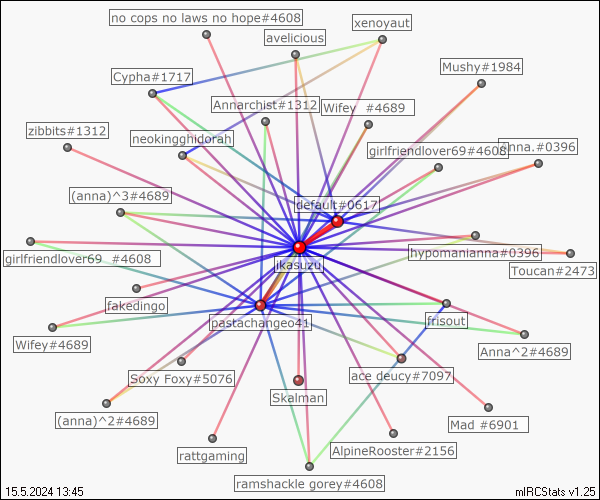 no cops no laws no hope#4608
xenoyaut
avelicious
Mushy#1984
Cypha#1717
Annarchist#1312
Wifey #4689
zibbits#1312
neokingghidorah
girlfriendlover69#4608
Anna.#0396
(anna)^3#4689
default#0617
girlfriendlover69 #4608
ikasuzu
hypomanianna#0396
Toucan#2473
fakedingo
pastachangeo41
frisout
Wifey#4689
Anna^2#4689
Soxy Foxy#5076
ace deucy#7097
Skalman
(anna)^2#4689
Mad #6901
rattgaming
AlpineRooster#2156
ramshackle gorey#4608
15.5.2024 13:45
mIRCStats v1.25